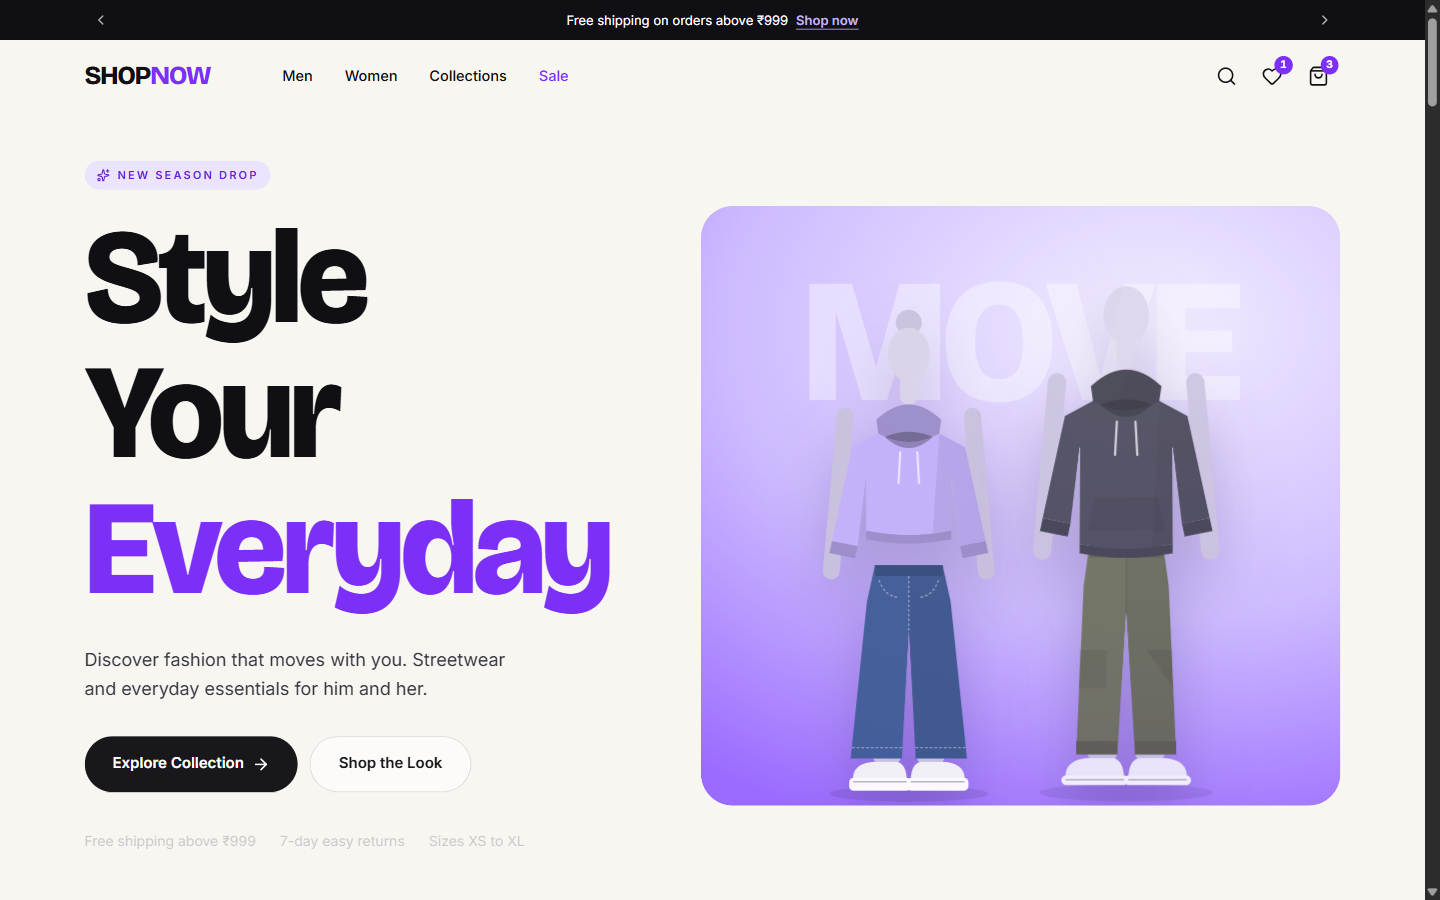 Free shipping on orders above ₹999 Shop now
SHOPNOW
Men Women Collections Sale
1
3
NEW SEASON DROP
Style
Your
Everyday
MOVE
Discover fashion that moves with you. Streetwear
and everyday essentials for him and her.
Explore Collection
Shop the Look
Free shipping above ₹999 7-day easy returns Sizes XS to XL